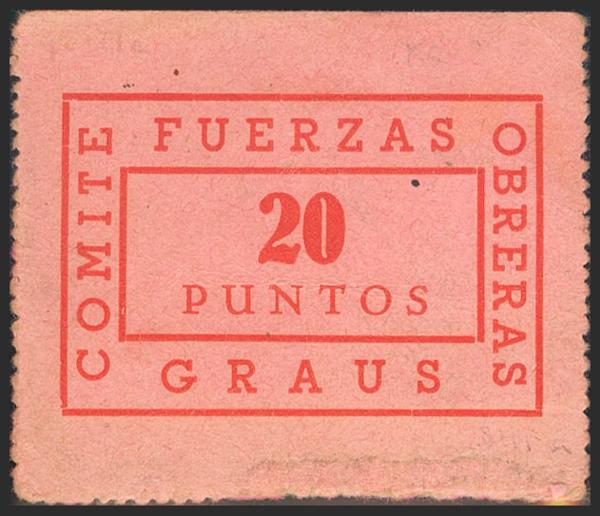 COMITE
FUERZAS
OBRERAS
20
PUNTOS
GRAUS